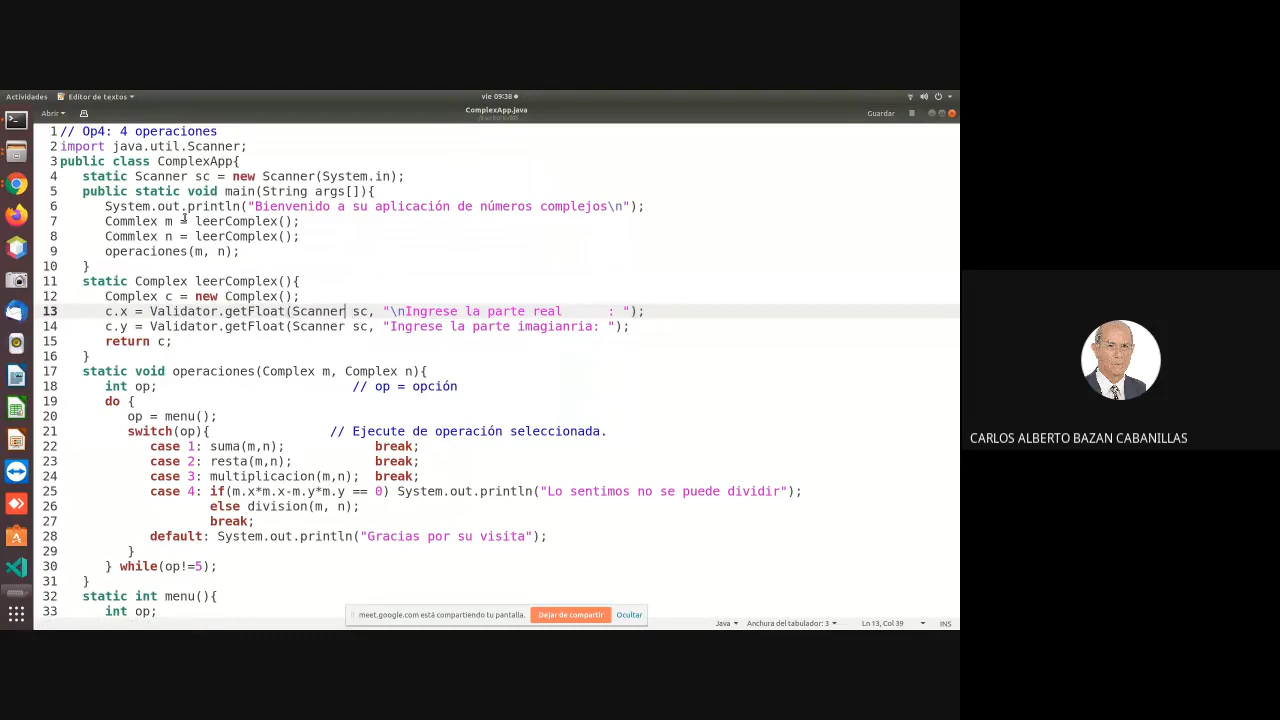 Actividades Editor de textos vie 09:38
Abrir ComplexApp.java Guardar
1 // Op4: 4 operaciones
2 import java.util.Scanner;
3 public class ComplexApp{
4 static Scanner sc = new Scanner(System.in);
5 public static void main(String args[]){
6 System.out.println("Bienvenido a su aplicación de números complejos\n");
7 Commlex m = leerComplex();
8 Commlex n = leerComplex();
9 operaciones(m, n);
10 }
11 static Complex leerComplex(){
12 Complex c = new Complex();
13 c.x = Validator.getFloat(Scanner sc, "\nIngrese la parte real : ");
14 c.y = Validator.getFloat(Scanner sc, "Ingrese la parte imagianria: ");
15 return c;
16 }
17 static void operaciones(Complex m, Complex n){
18 int op; // op = opción
19 do {
20 op = menu();
21 switch(op){ // Ejecute de operación seleccionada.
22 case 1: suma(m,n); break;
23 case 2: resta(m,n); break;
24 case 3: multiplicacion(m,n); break;
25 case 4: if(m.x*m.x-m.y*m.y == 0) System.out.println("Lo sentimos no se puede dividir");
26 else division(m, n);
27 break;
28 default: System.out.println("Gracias por su visita");
29 }
30 } while(op!=5);
31 }
32 static int menu(){
33 int op;
meet.google.com está compartiendo tu pantalla. Dejar de compartir Ocultar
Java Anchura del tabulador: 3 Ln 13, Col 39 INS
CARLOS ALBERTO BAZAN CABANILLAS